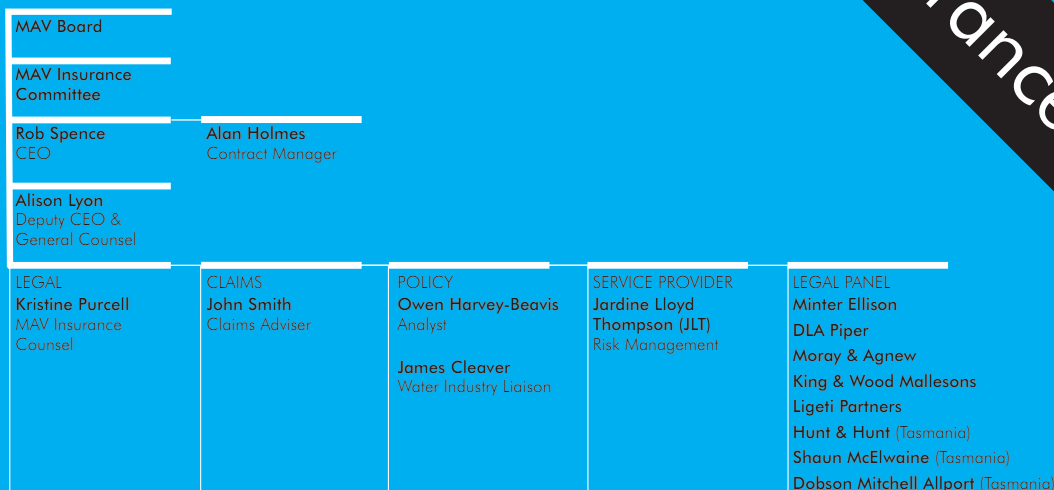 MAV Board
MAV Insurance
Committee
Rob Spence
CEO
Alan Holmes
Contract Manager
Alison Lyon
Deputy CEO &
General Counsel
LEGAL
Kristine Purcell
MAV Insurance
Counsel
CLAIMS
John Smith
Claims Adviser
POLICY
Owen Harvey-Beavis
Analyst
James Cleaver
Water Industry Liaison
SERVICE PROVIDER
Jardine Lloyd
Thompson (JLT)
Risk Management
LEGAL PANEL
Minter Ellison
DLA Piper
Moray & Agnew
King & Wood Mallesons
Ligeti Partners
Hunt & Hunt (Tasmania)
Shaun McElwaine (Tasmania)
Dobson Mitchell Allport (Tasmania)